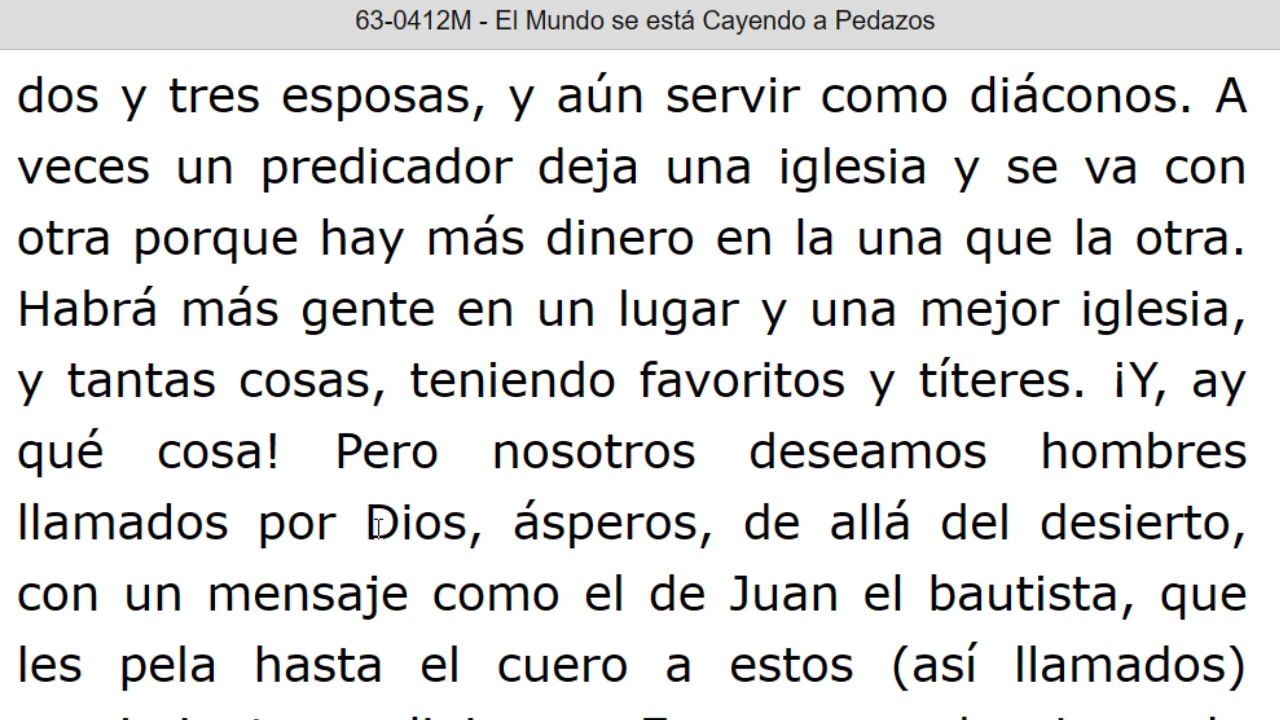 63-0412M - El Mundo se está Cayendo a Pedazos
dos y tres esposas, y aún servir como diáconos. A
veces un predicador deja una iglesia y se va con
otra porque hay más dinero en la una que la otra.
Habrá más gente en un lugar y una mejor iglesia,
y tantas cosas, teniendo favoritos y títeres. ¡Y, ay
qué cosa! Pero nosotros deseamos hombres
llamados por Dios, ásperos, de allá del desierto,
con un mensaje como el de Juan el bautista, que
les pela hasta el cuero a estos (así llamados)